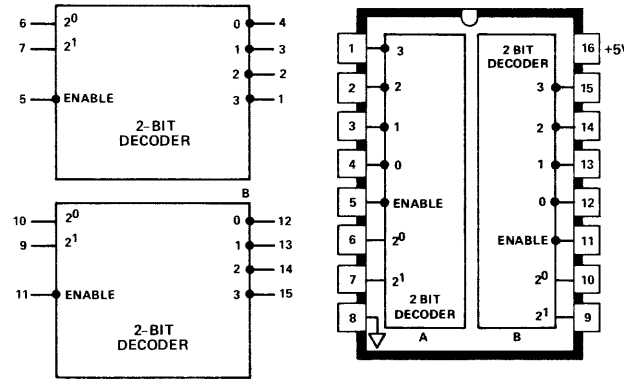 6 2⁰ 0 4
7 2¹ 1 3
2 2
5 ENABLE 3 1
2-BIT
DECODER
B
10 2⁰ 0 12
9 2¹ 1 13
2 14
11 ENABLE 3 15
2-BIT
DECODER
1 3 2 BIT 16 +5V
DECODER
2 2 3 15
3 1 2 14
4 0 1 13
5 ENABLE 0 12
6 2⁰ ENABLE 11
7 2¹ 2⁰ 10
2 BIT
DECODER
8 2¹ 9
A B